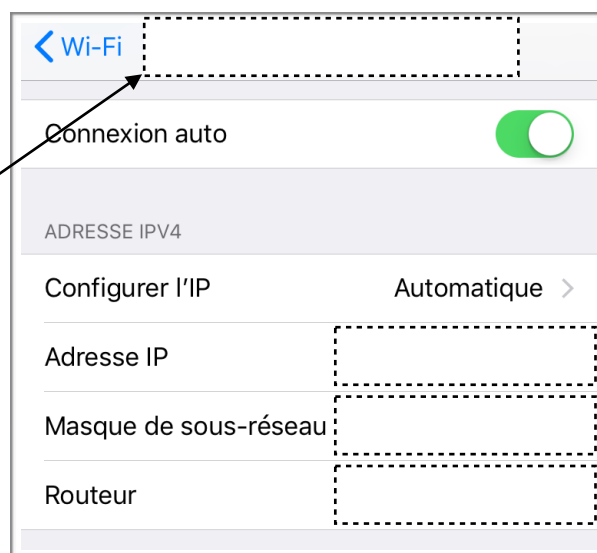 Wi-Fi
Connexion auto
ADRESSE IPV4
Configurer l’IP Automatique
Adresse IP
Masque de sous-réseau
Routeur